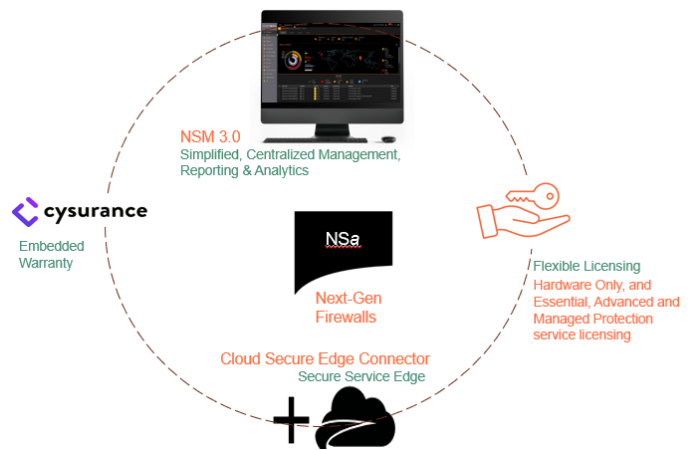 NSM 3.0
Simplified, Centralized Management,
Reporting & Analytics
cysurance
Embedded
Warranty
NSa
Next-Gen
Firewalls
Flexible Licensing
Hardware Only, and
Essential, Advanced and
Managed Protection
service licensing
Cloud Secure Edge Connector
Secure Service Edge